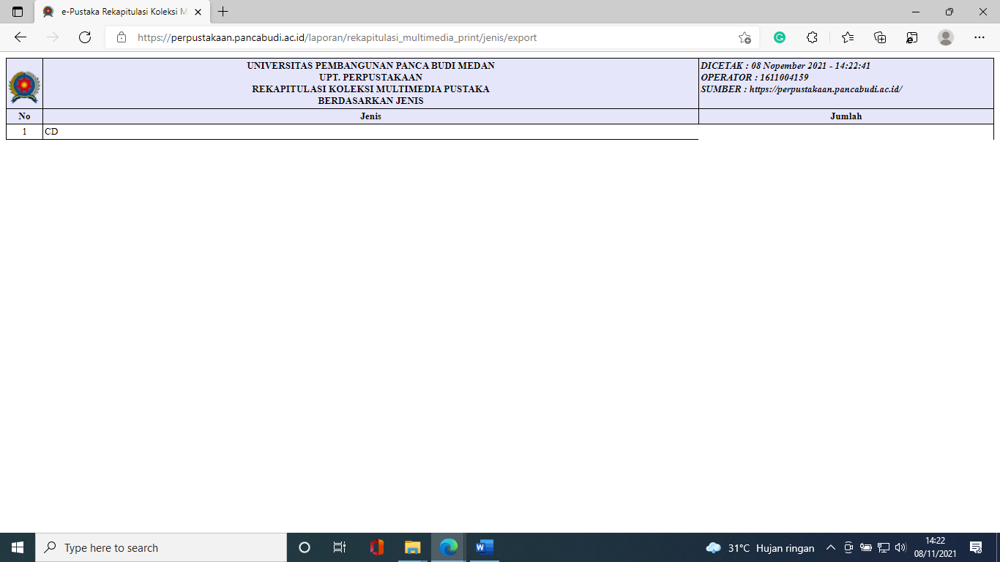 e-Pustaka Rekapitulasi Koleksi M
https://perpustakaan.pancabudi.ac.id/laporan/rekapitulasi_multimedia_print/jenis/export
UNIVERSITAS PEMBANGUNAN PANCA BUDI MEDAN
UPT. PERPUSTAKAAN
REKAPITULASI KOLEKSI MULTIMEDIA PUSTAKA
BERDASARKAN JENIS
DICETAK : 08 Nopember 2021 - 14:22:41
OPERATOR : 1611004159
SUMBER : https://perpustakaan.pancabudi.ac.id/
No Jenis Jumlah
1 CD
Type here to search
31°C Hujan ringan
14:22
08/11/2021